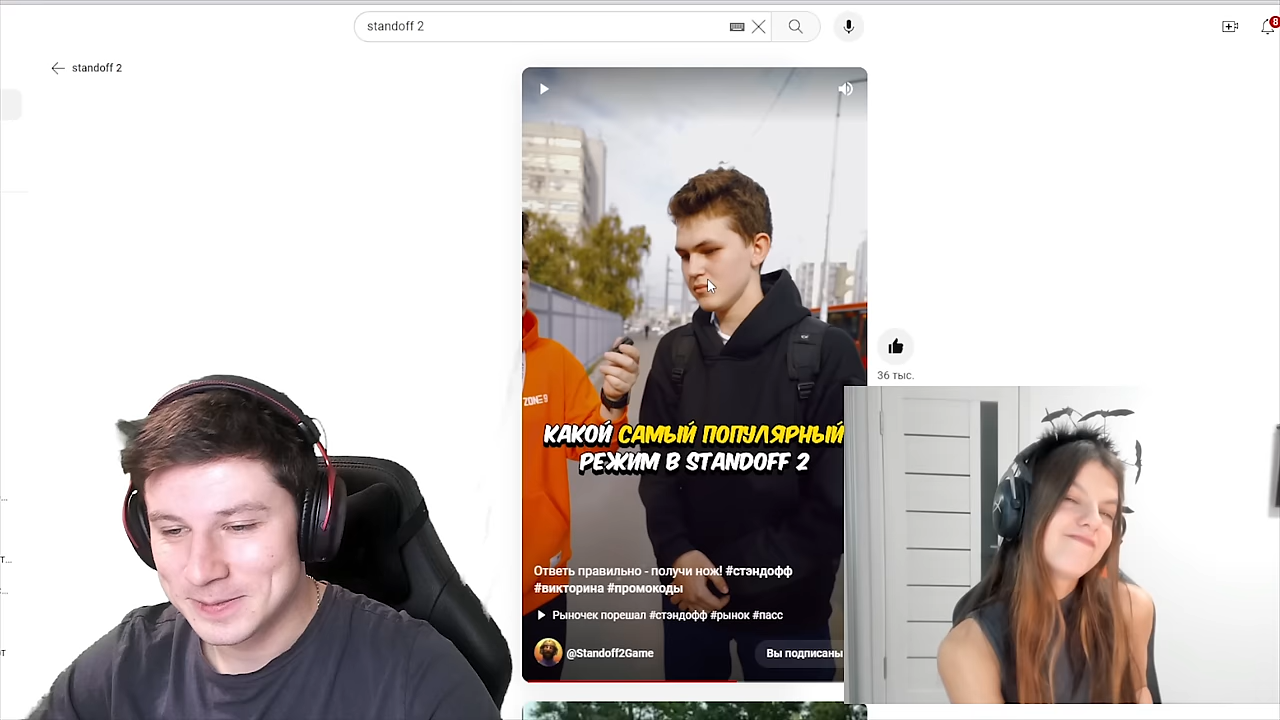 standoff 2
8
standoff 2
36 тыс.
ZONE 9
КАКОЙ САМЫЙ ПОПУЛЯРНЫЙ
РЕЖИМ В STANDOFF 2
Ответь правильно - получи нож! #стэндофф
#викторина #промокоды
Рыночек порешал #стэндофф #рынок #пасс
@Standoff2Game
Вы подписаны